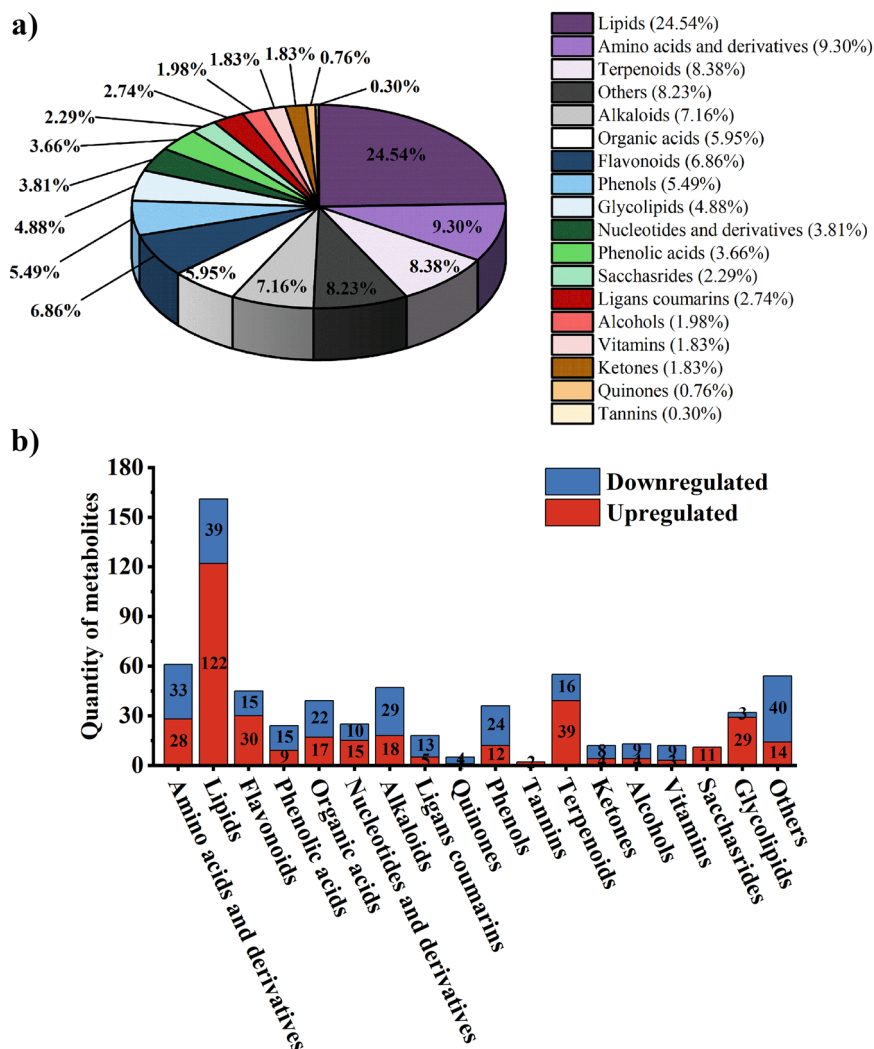 a)
24.54%
9.30%
8.38%
8.23%
7.16%
5.95%
6.86%
5.49%
4.88%
3.81%
3.66%
2.29%
2.74%
1.98%
1.83%
1.83%
0.76%
0.30%
Lipids (24.54%)
Amino acids and derivatives (9.30%)
Terpenoids (8.38%)
Others (8.23%)
Alkaloids (7.16%)
Organic acids (5.95%)
Flavonoids (6.86%)
Phenols (5.49%)
Glycolipids (4.88%)
Nucleotides and derivatives (3.81%)
Phenolic acids (3.66%)
Sacchasrides (2.29%)
Ligans coumarins (2.74%)
Alcohols (1.98%)
Vitamins (1.83%)
Ketones (1.83%)
Quinones (0.76%)
Tannins (0.30%)
b)
Quantity of metabolites
180
150
120
90
60
30
0
Downregulated
Upregulated
33
28
39
122
15
30
15
9
22
17
10
15
29
18
13
5
4
24
12
2
16
39
8
4
9
4
9
3
11
3
29
40
14
Amino acids and derivatives
Lipids
Flavonoids
Phenolic acids
Organic acids
Nucleotides and derivatives
Alkaloids
Ligans coumarins
Quinones
Phenols
Tannins
Terpenoids
Ketones
Alcohols
Vitamins
Sacchasrides
Glycolipids
Others